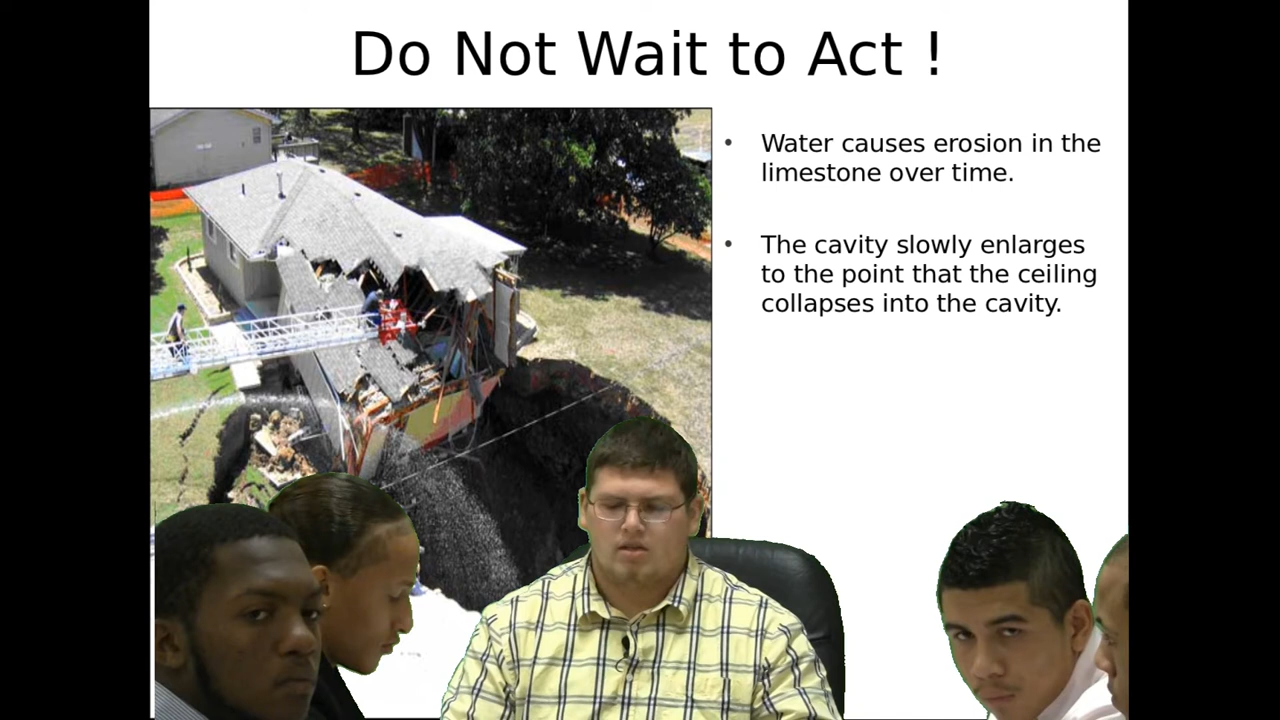 Do Not Wait to Act !
• Water causes erosion in the
limestone over time.
• The cavity slowly enlarges
to the point that the ceiling
collapses into the cavity.